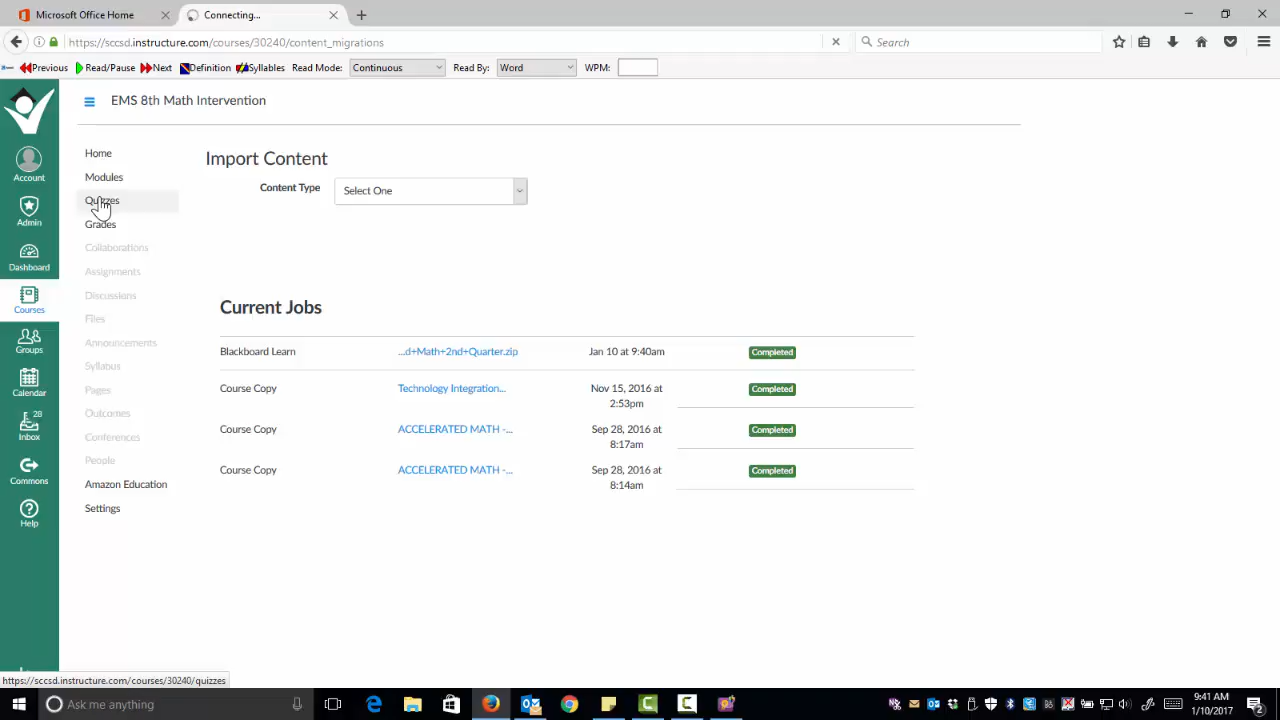 Microsoft Office Home
Connecting...
https://sccsd.instructure.com/courses/30240/content_migrations
Search
Previous Read/Pause Next Definition Syllables Read Mode: Continuous Read By: Word WPM:
EMS 8th Math Intervention
Account
Admin
Dashboard
Courses
Groups
Calendar
28
Inbox
Commons
Help
Home
Modules
Quizzes
Grades
Collaborations
Assignments
Discussions
Files
Announcements
Syllabus
Pages
Outcomes
Conferences
People
Amazon Education
Settings
Import Content
Content Type Select One
Current Jobs
Blackboard Learn ...d+Math+2nd+Quarter.zip Jan 10 at 9:40am Completed
Course Copy Technology Integration... Nov 15, 2016 at
2:53pm Completed
Course Copy ACCELERATED MATH -... Sep 28, 2016 at
8:17am Completed
Course Copy ACCELERATED MATH -... Sep 28, 2016 at
8:14am Completed
https://sccsd.instructure.com/courses/30240/quizzes
Ask me anything
9:41 AM
1/10/2017
2